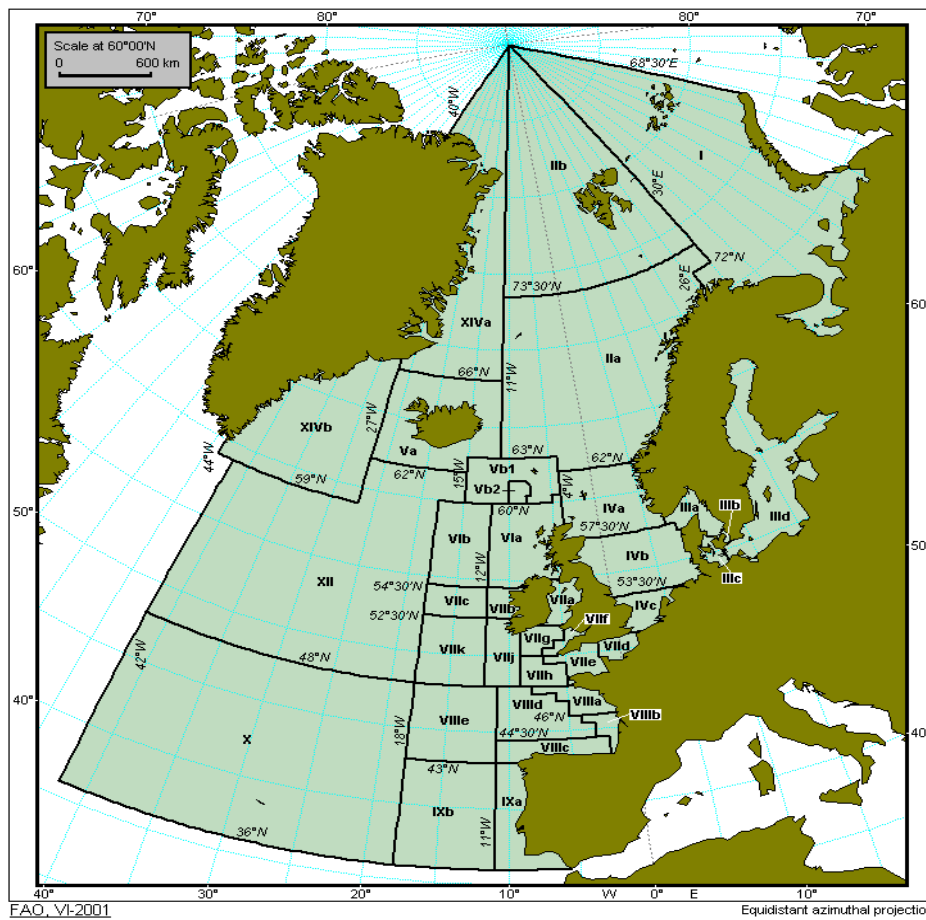 70°
80°
80°
70°
Scale at 60°00'N
0 600 km
68°30'E
40°W
I
IIb
30°E
72°N
26°E
60°
73°30'N
60
XIVa
IIa
66°N
11°W
27°W
XIVb
Va
63°N
62°N
44°W
15°W
Vb1
62°N
59°N
Vb2
4°W
60°N
IVa
IIIa
IIIb
IIId
50°
57°30'N
VIb
VIa
IVb
50°
12°W
XII
IIIc
54°30'N
53°30'N
VIIc
VIIb
VIIa
IVc
52°30'N
VIIf
VIIg
VIId
VIIk
VIIj
VIIe
42°W
48°N
VIIh
40°
VIIId
VIIIa
VIIIe
46°N
VIIIb
18°W
44°30'N
40°
X
VIIIc
43°N
IXb
IXa
36°N
11°W
40°
30°
20°
10°
W
0°
E
10°
FAO, VI-2001
Equidistant azimuthal projectio